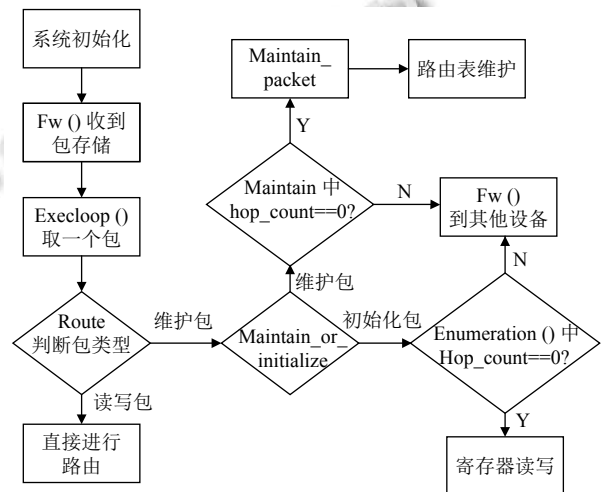 系统初始化
Fw () 收到
包存储
Execloop ()
取一个包
Route
判断包类型
读写包
直接进行
路由
维护包
Maintain_or_
initialize
维护包
初始化包
Maintain 中
hop_count==0?
Y
N
Maintain_
packet
路由表维护
Fw ()
到其他设备
N
Enumeration () 中
Hop_count==0?
Y
寄存器读写